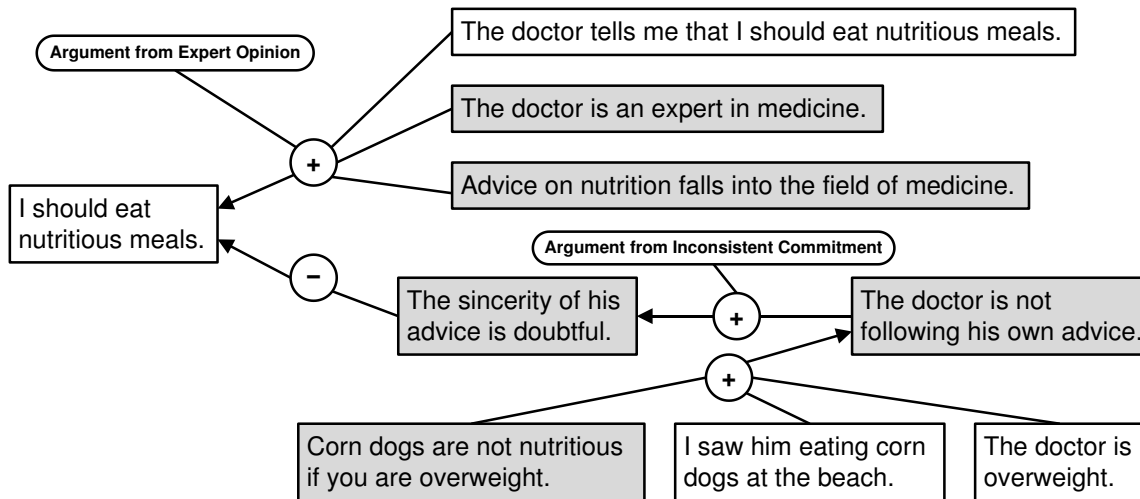 The doctor tells me that I should eat nutritious meals.
Argument from Expert Opinion
The doctor is an expert in medicine.
+
Advice on nutrition falls into the field of medicine.
I should eat
nutritious meals.
Argument from Inconsistent Commitment
−
The sincerity of his
advice is doubtful.
+
The doctor is not
following his own advice.
+
Corn dogs are not nutritious
if you are overweight.
I saw him eating corn
dogs at the beach.
The doctor is
overweight.